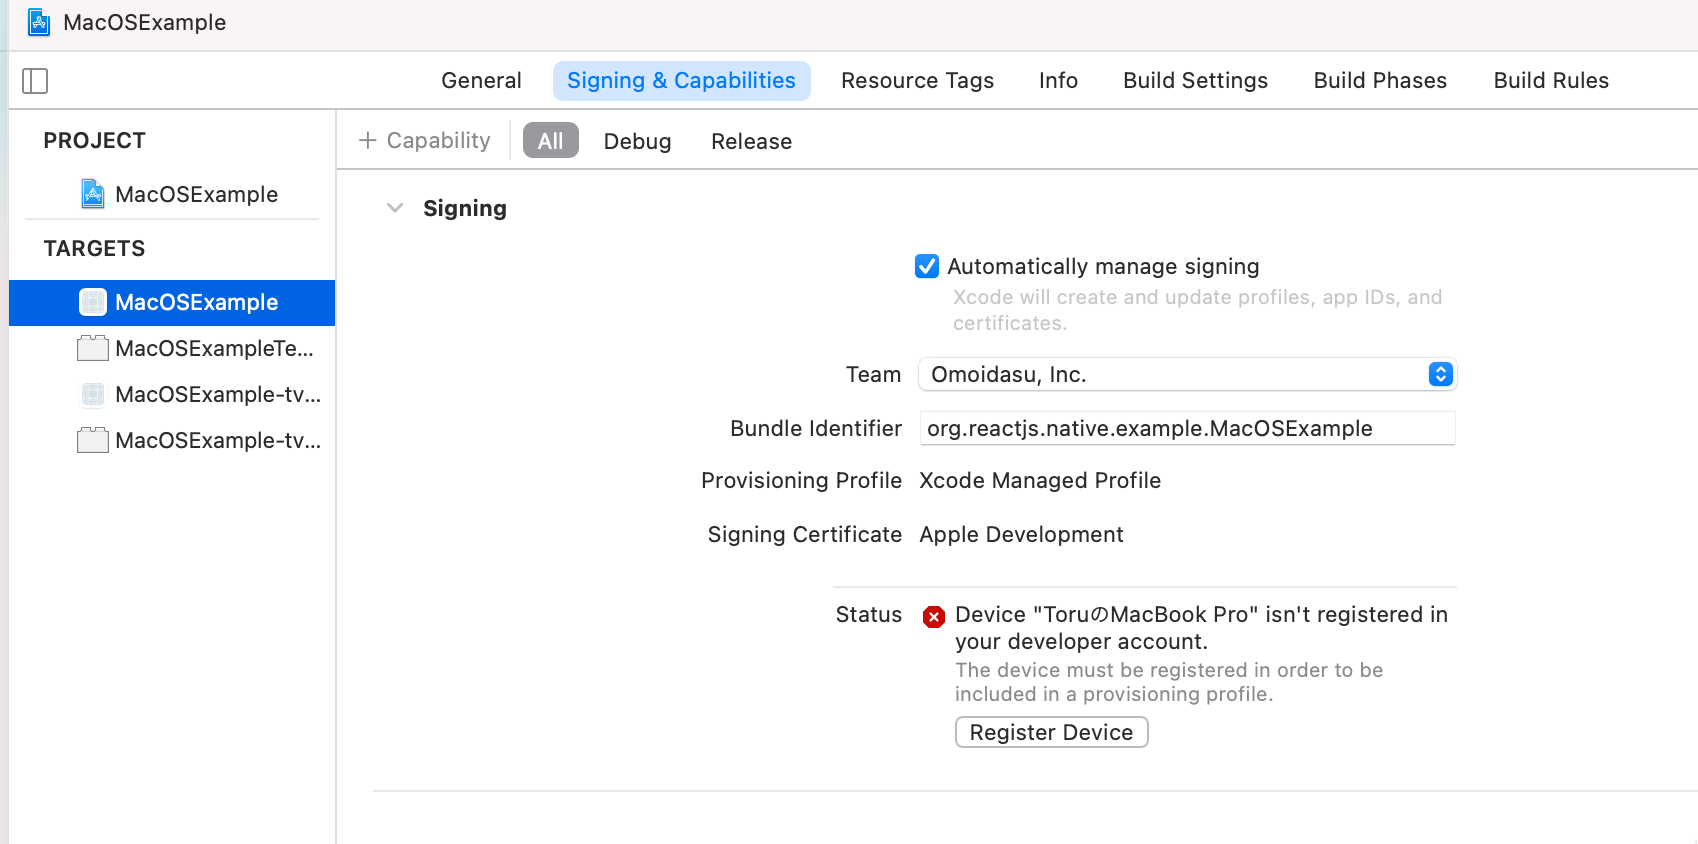 MacOSExample
General Signing & Capabilities Resource Tags Info Build Settings Build Phases Build Rules
PROJECT
MacOSExample
TARGETS
MacOSExample
MacOSExampleTe...
MacOSExample-tv...
MacOSExample-tv...
+ Capability All Debug Release
Signing
Automatically manage signing
Xcode will create and update profiles, app IDs, and
certificates.
Team Omoidasu, Inc.
Bundle Identifier org.reactjs.native.example.MacOSExample
Provisioning Profile Xcode Managed Profile
Signing Certificate Apple Development
Status Device "ToruのMacBook Pro" isn't registered in
your developer account.
The device must be registered in order to be
included in a provisioning profile.
Register Device